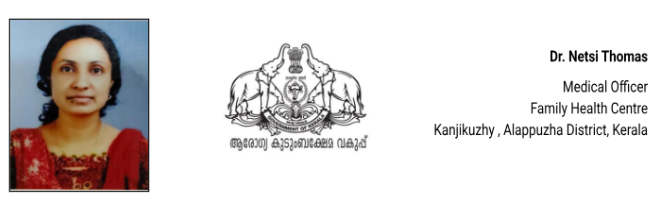 ആരോഗ്യ കുടുംബക്ഷേമ വകുപ്പ്
Dr. Netsi Thomas
Medical Officer
Family Health Centre
Kanjikuzhy , Alappuzha District, Kerala